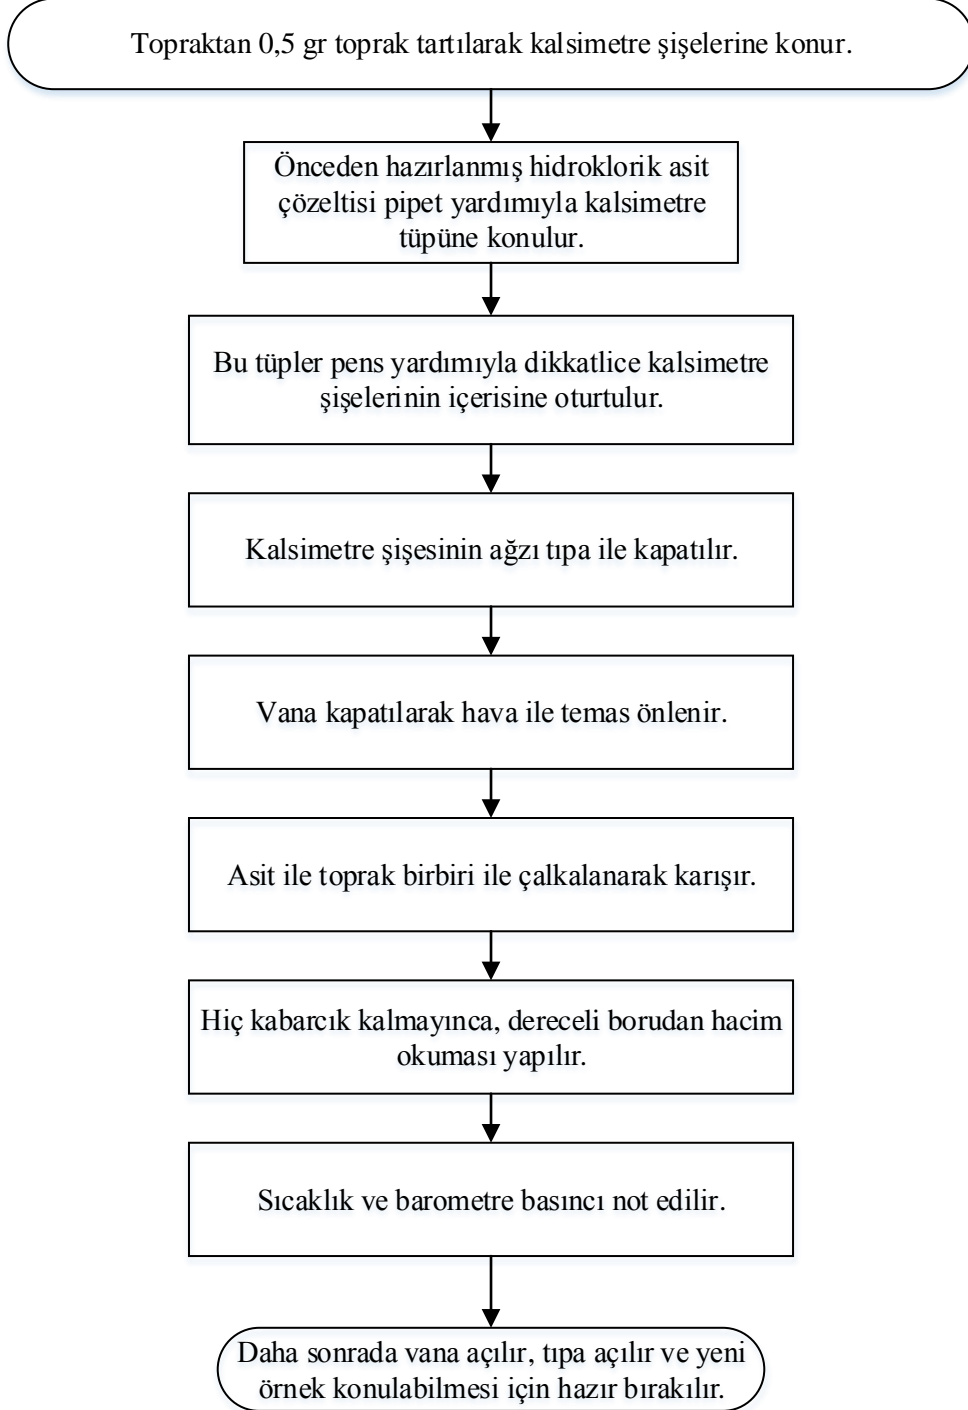 Topraktan 0,5 gr toprak tartılarak kalsimetre şişelerine konur.
Önceden hazırlanmış hidroklorik asit
çözeltisi pipet yardımıyla kalsimetre
tüpüne konulur.
Bu tüpler pens yardımıyla dikkatlice kalsimetre
şişelerinin içerisine oturtulur.
Kalsimetre şişesinin ağzı tıpa ile kapatılır.
Vana kapatılarak hava ile temas önlenir.
Asit ile toprak birbiri ile çalkalanarak karışır.
Hiç kabarcık kalmayınca, dereceli borudan hacim
okuması yapılır.
Sıcaklık ve barometre basıncı not edilir.
Daha sonrada vana açılır, tıpa açılır ve yeni
örnek konulabilmesi için hazır bırakılır.